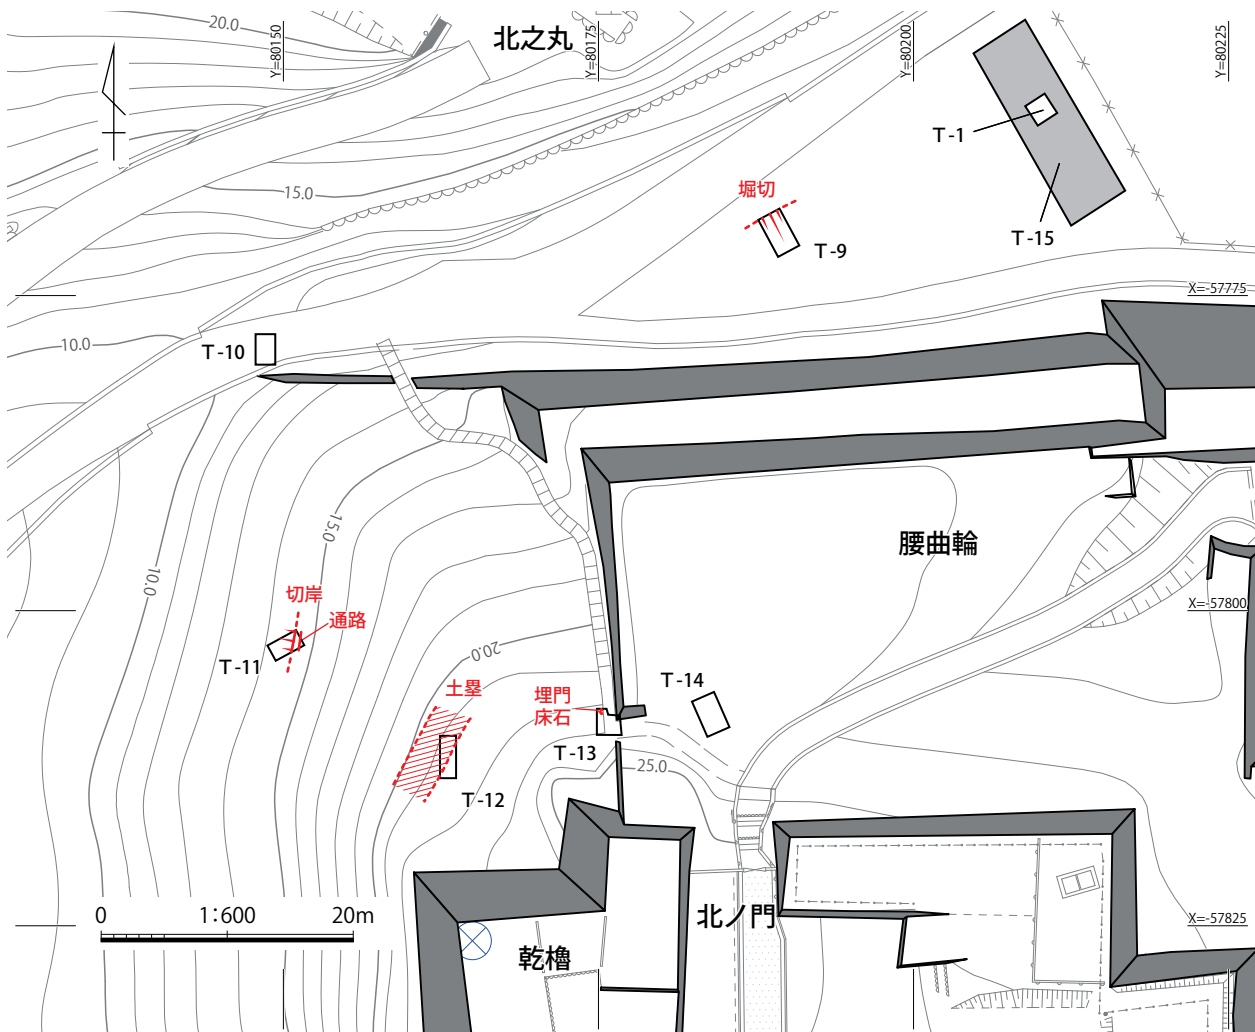 20.0
北之丸
Y=80150
Y=80175
Y=80200
Y=80225
T-1
15.0
堀切
T-15
T-9
X=-57775
10.0
T-10
15.0
腰曲輪
10.0
切岸
通路
X=-57800
T-11
20.0
土塁
T-14
埋門
床石
T-13
25.0
T-12
0 1:600 20m
北ノ門
X=-57825
乾櫓